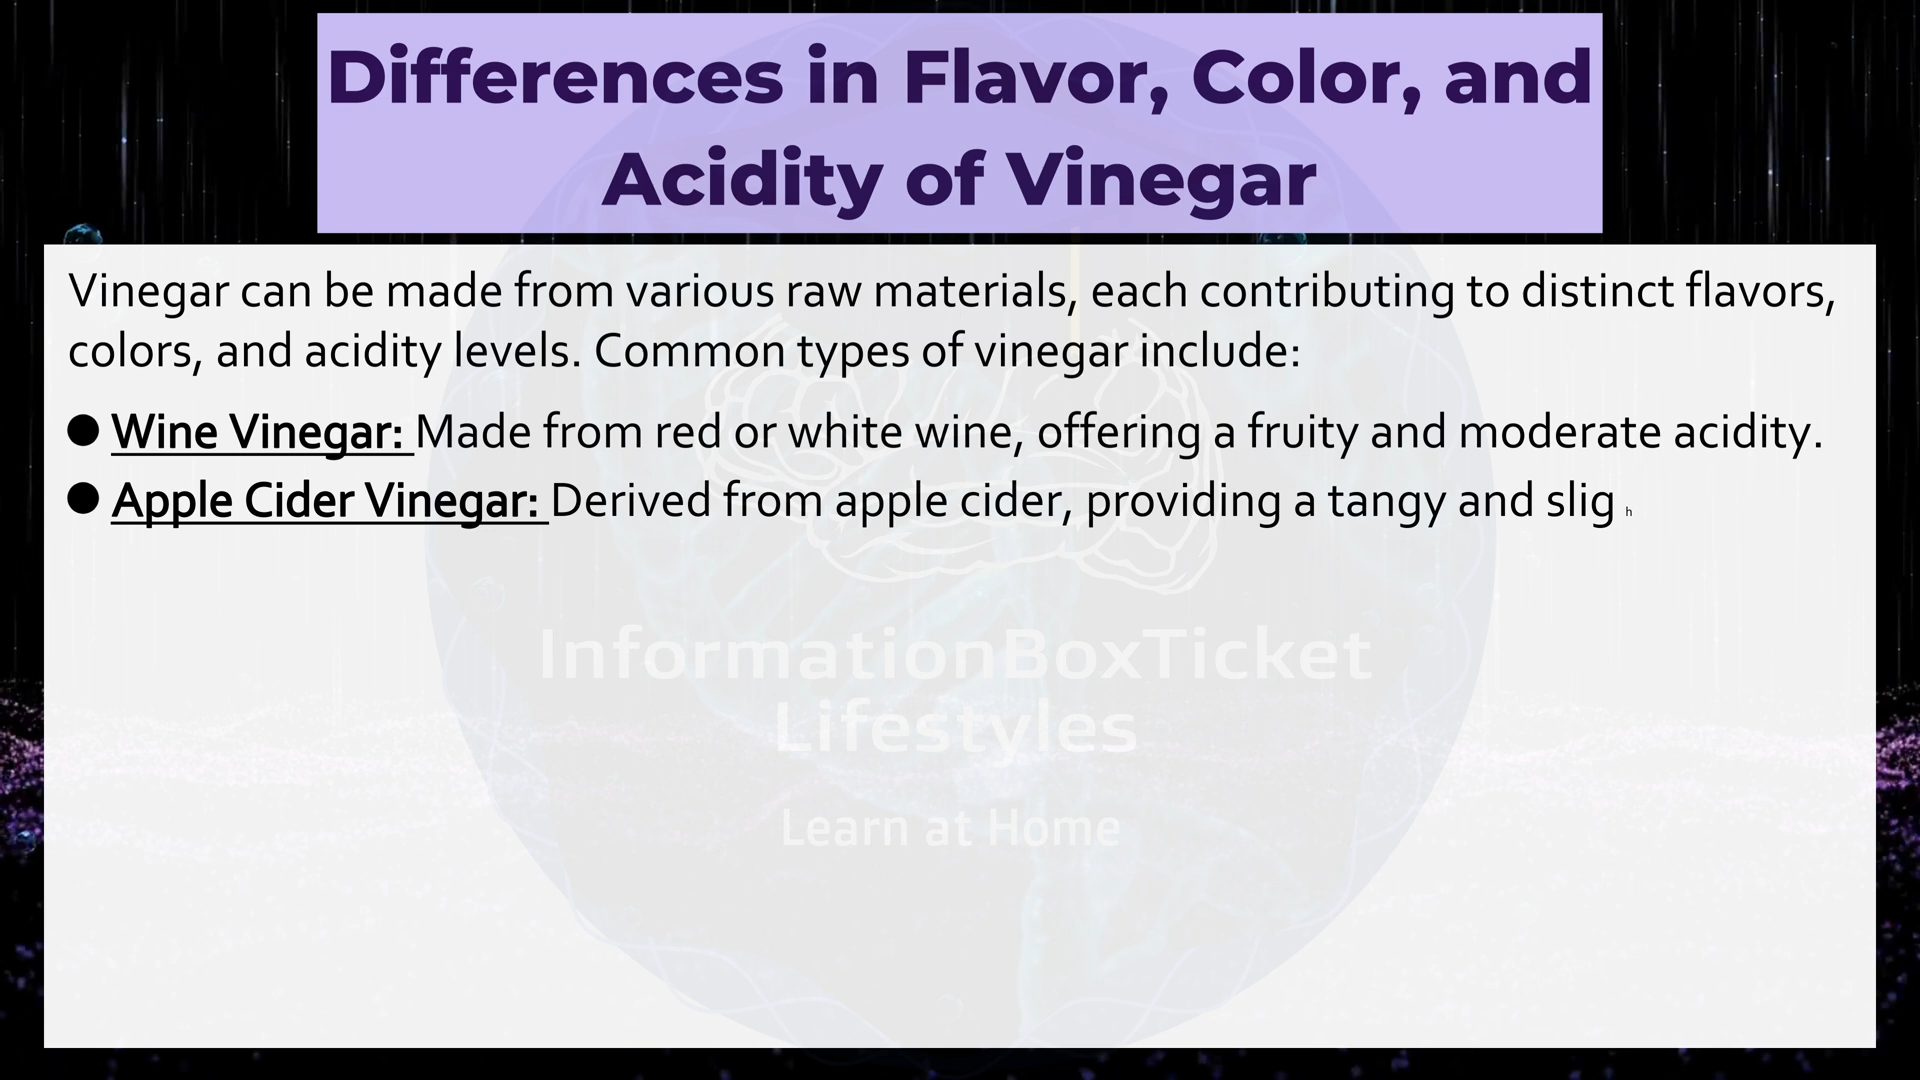 Differences in Flavor, Color, and
Acidity of Vinegar
Vinegar can be made from various raw materials, each contributing to distinct flavors,
colors, and acidity levels. Common types of vinegar include:
● Wine Vinegar: Made from red or white wine, offering a fruity and moderate acidity.
● Apple Cider Vinegar: Derived from apple cider, providing a tangy and sligh
InformationBoxTicket
Lifestyles
Learn at Home